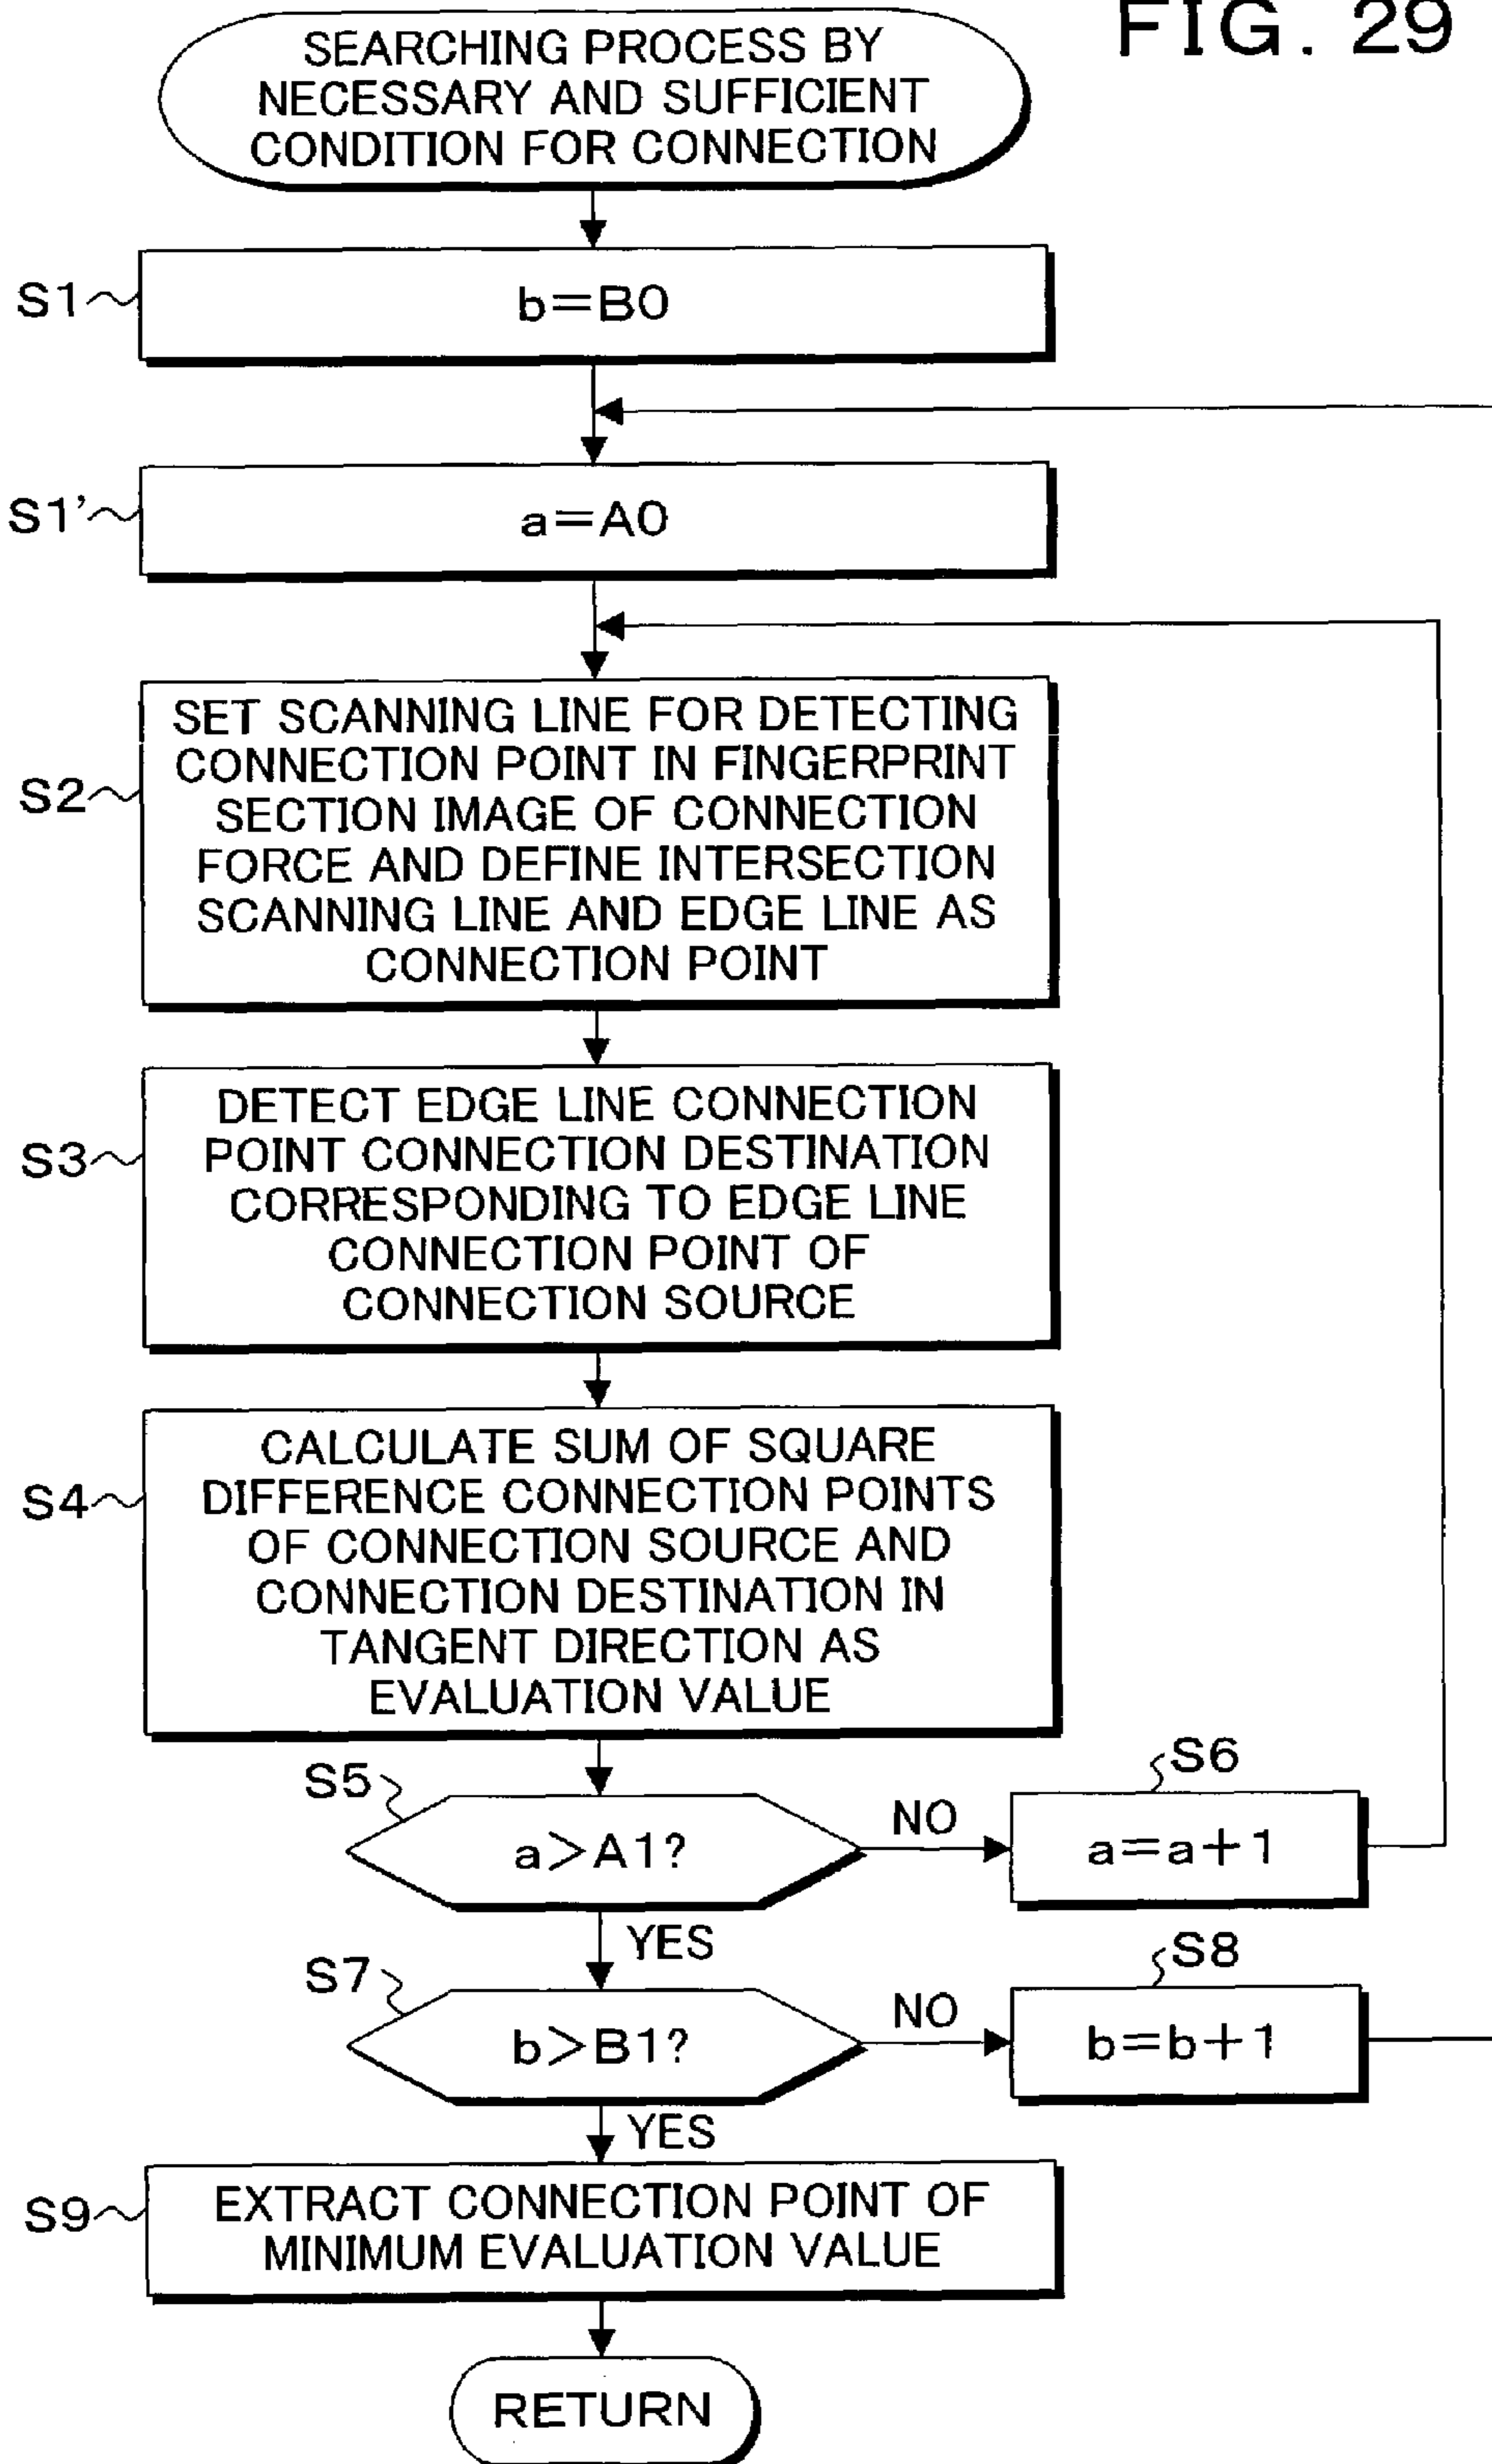 FIG. 29
SEARCHING PROCESS BY
NECESSARY AND SUFFICIENT
CONDITION FOR CONNECTION
S1
b=B0
S1'
a=A0
S2
SET SCANNING LINE FOR DETECTING
CONNECTION POINT IN FINGERPRINT
SECTION IMAGE OF CONNECTION
FORCE AND DEFINE INTERSECTION
SCANNING LINE AND EDGE LINE AS
CONNECTION POINT
S3
DETECT EDGE LINE CONNECTION
POINT CONNECTION DESTINATION
CORRESPONDING TO EDGE LINE
CONNECTION POINT OF
CONNECTION SOURCE
S4
CALCULATE SUM OF SQUARE
DIFFERENCE CONNECTION POINTS
OF CONNECTION SOURCE AND
CONNECTION DESTINATION IN
TANGENT DIRECTION AS
EVALUATION VALUE
S5
a>A1?
NO
S6
a=a+1
YES
S7
b>B1?
NO
S8
b=b+1
YES
S9
EXTRACT CONNECTION POINT OF
MINIMUM EVALUATION VALUE
RETURN